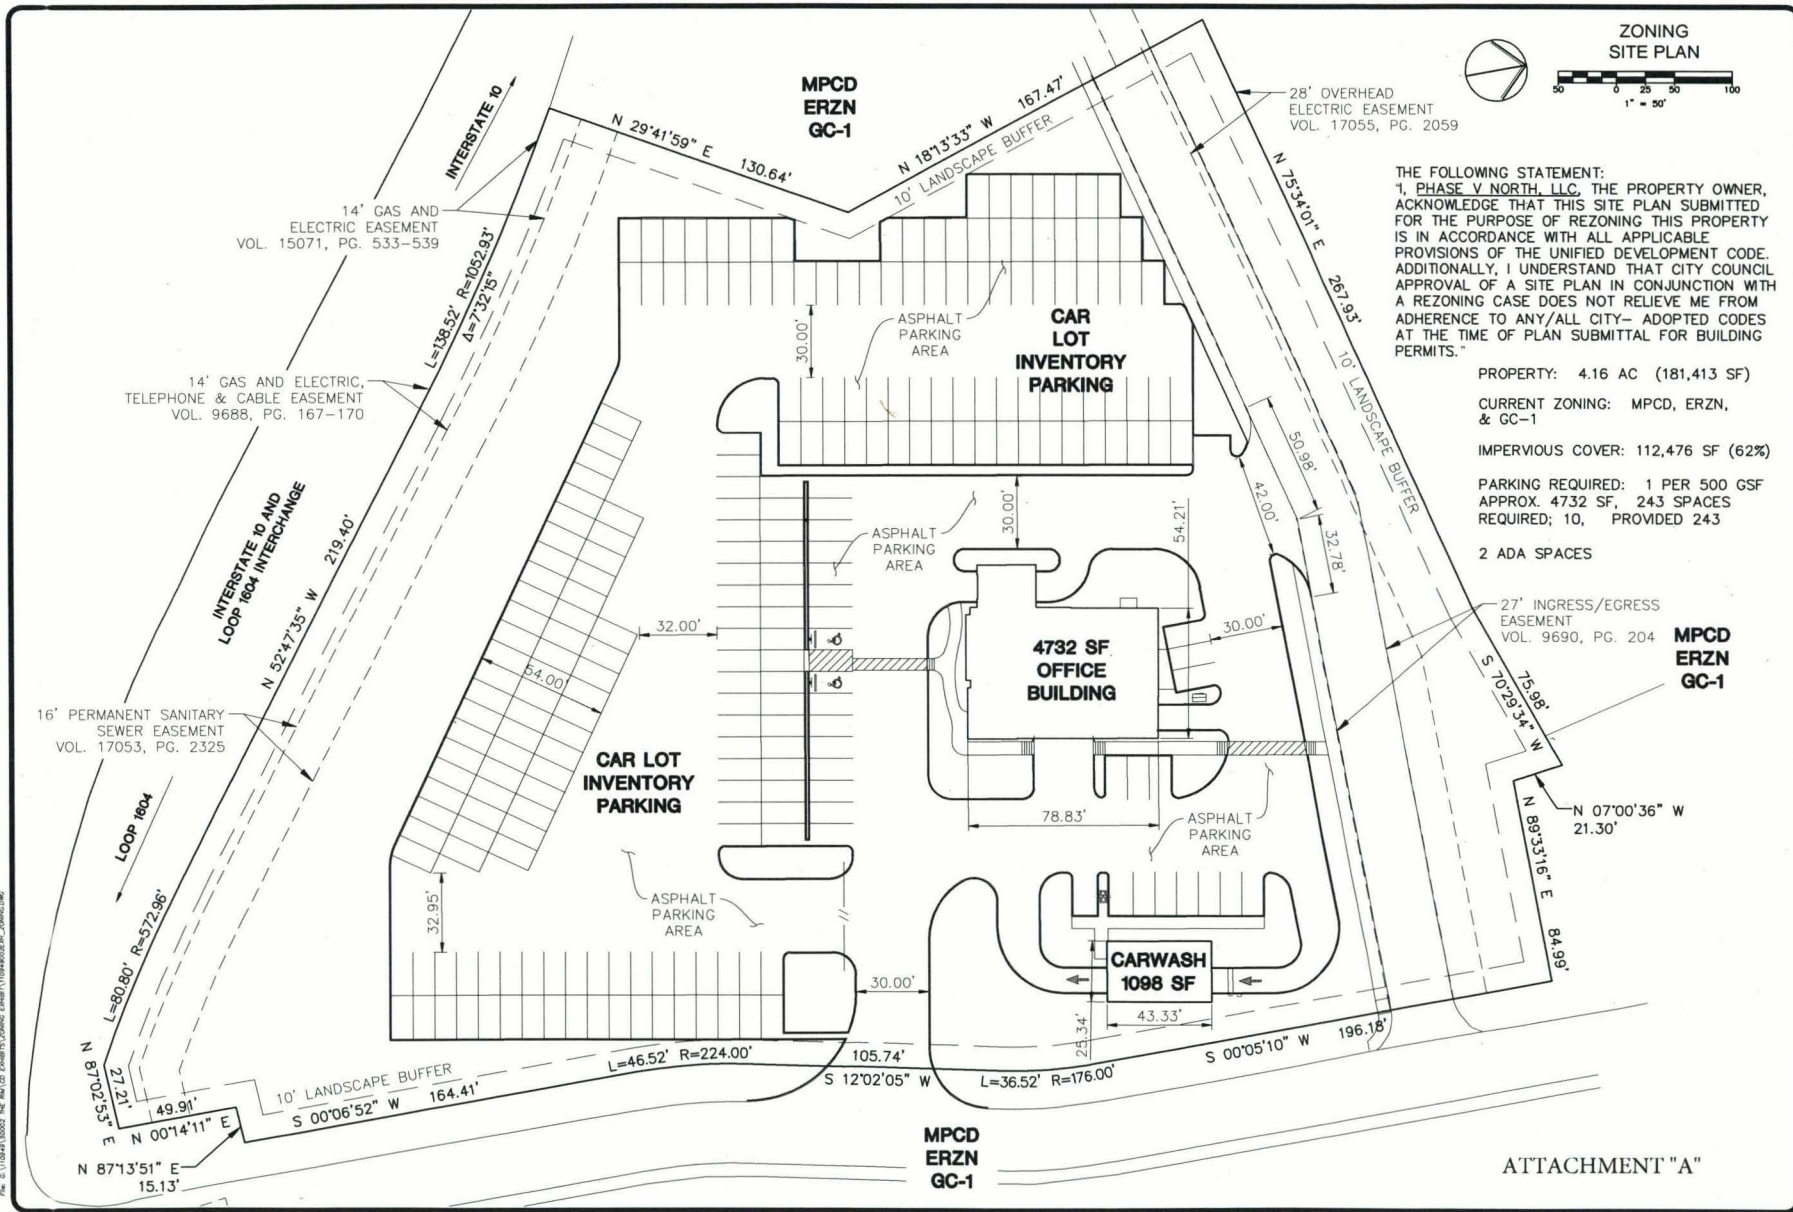 ZONING
SITE PLAN
50 0 25 50 100
1" = 50'
MPCD
ERZN
GC-1
INTERSTATE 10
N 29°41'59" E 130.64'
N 18°13'33" W 167.47'
10' LANDSCAPE BUFFER
28' OVERHEAD
ELECTRIC EASEMENT
VOL. 17055, PG. 2059
N 75°34'01" E 267.93'
10' LANDSCAPE BUFFER
THE FOLLOWING STATEMENT:
"I, PHASE V NORTH, LLC, THE PROPERTY OWNER,
ACKNOWLEDGE THAT THIS SITE PLAN SUBMITTED
FOR THE PURPOSE OF REZONING THIS PROPERTY
IS IN ACCORDANCE WITH ALL APPLICABLE
PROVISIONS OF THE UNIFIED DEVELOPMENT CODE.
ADDITIONALLY, I UNDERSTAND THAT CITY COUNCIL
APPROVAL OF A SITE PLAN IN CONJUNCTION WITH
A REZONING CASE DOES NOT RELIEVE ME FROM
ADHERENCE TO ANY/ALL CITY- ADOPTED CODES
AT THE TIME OF PLAN SUBMITTAL FOR BUILDING
PERMITS."
PROPERTY: 4.16 AC (181,413 SF)
CURRENT ZONING: MPCD, ERZN,
& GC-1
IMPERVIOUS COVER: 112,476 SF (62%)
PARKING REQUIRED: 1 PER 500 GSF
APPROX. 4732 SF, 243 SPACES
REQUIRED; 10, PROVIDED 243
2 ADA SPACES
14' GAS AND
ELECTRIC EASEMENT
VOL. 15071, PG. 533-539
L=138.52' R=1052.93'
Δ=7°32'15"
14' GAS AND ELECTRIC,
TELEPHONE & CABLE EASEMENT
VOL. 9688, PG. 167-170
INTERSTATE 10 AND
LOOP 1604 INTERCHANGE
N 52°47'35" W 219.40'
16' PERMANENT SANITARY
SEWER EASEMENT
VOL. 17053, PG. 2325
LOOP 1604
L=80.80' R=572.96'
ASPHALT
PARKING
AREA
30.00'
CAR
LOT
INVENTORY
PARKING
50.98'
42.00'
32.78'
ASPHALT
PARKING
AREA
30.00'
54.21'
32.00'
54.00'
30.00'
4732 SF
OFFICE
BUILDING
78.83'
27' INGRESS/EGRESS
EASEMENT
VOL. 9690, PG. 204
MPCD
ERZN
GC-1
S 70°29'34" W 75.98'
N 07°00'36" W
21.30'
N 89°33'16" E 84.99'
CAR LOT
INVENTORY
PARKING
ASPHALT
PARKING
AREA
32.95'
ASPHALT
PARKING
AREA
30.00'
CARWASH
1098 SF
43.33'
25.34'
N 87°02'53" E
27.21'
49.91'
N 00°14'11" E
N 87°13'51" E
15.13'
10' LANDSCAPE BUFFER
S 00°06'52" W 164.41'
L=46.52' R=224.00'
105.74'
S 12°02'05" W
L=36.52' R=176.00'
S 00°05'10" W 196.18'
MPCD
ERZN
GC-1
ATTACHMENT "A"